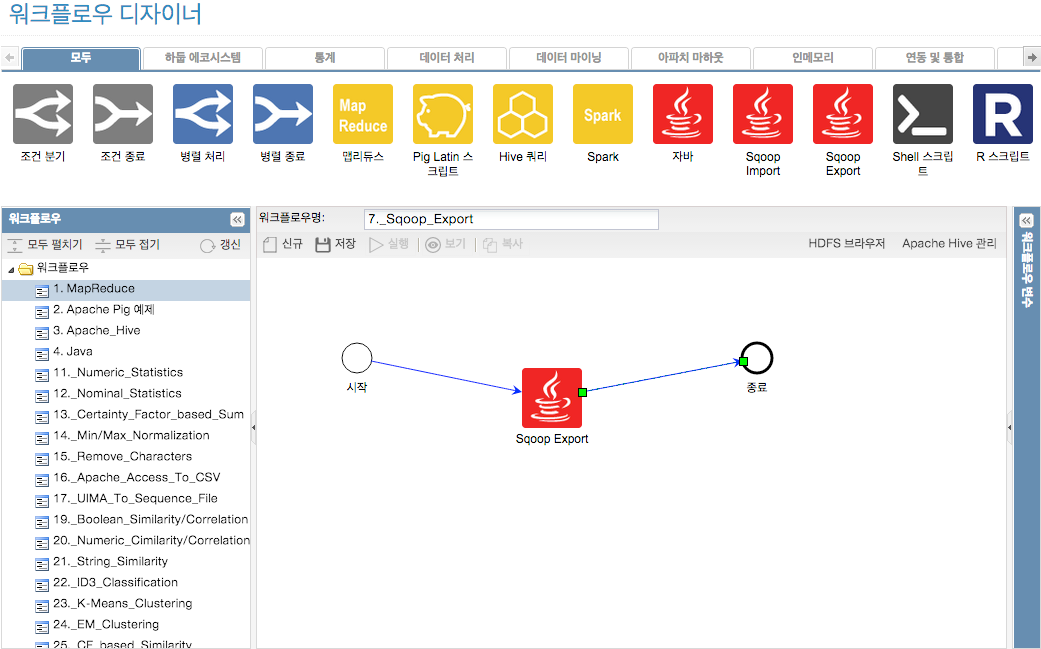 워크플로우 디자이너
모두
하둡 에코시스템
통계
데이터 처리
데이터 마이닝
아파치 마하웃
인메모리
연동 및 통합
Map
Reduce
Spark
R
조건 분기
조건 종료
병렬 처리
병렬 종료
맵리듀스
Pig Latin 스
크립트
Hive 쿼리
Spark
자바
Sqoop
Import
Sqoop
Export
Shell 스크립
트
R 스크립트
워크플로우
모두 펼치기
모두 접기
갱신
워크플로우
1. MapReduce
2. Apache Pig 예제
3. Apache_Hive
4. Java
11._Numeric_Statistics
12._Nominal_Statistics
13._Certainty_Factor_based_Sum
14._Min/Max_Normalization
15._Remove_Characters
16._Apache_Access_To_CSV
17._UIMA_To_Sequence_File
19._Boolean_Similarity/Correlation
20._Numeric_Cimilarity/Correlation
21._String_Similarity
22._ID3_Classification
23._K-Means_Clustering
24._EM_Clustering
25._CF_based_Similarity
워크플로우명:
7._Sqoop_Export
신규
저장
실행
보기
복사
HDFS 브라우저
Apache Hive 관리
시작
Sqoop Export
종료
워크플로우 변수